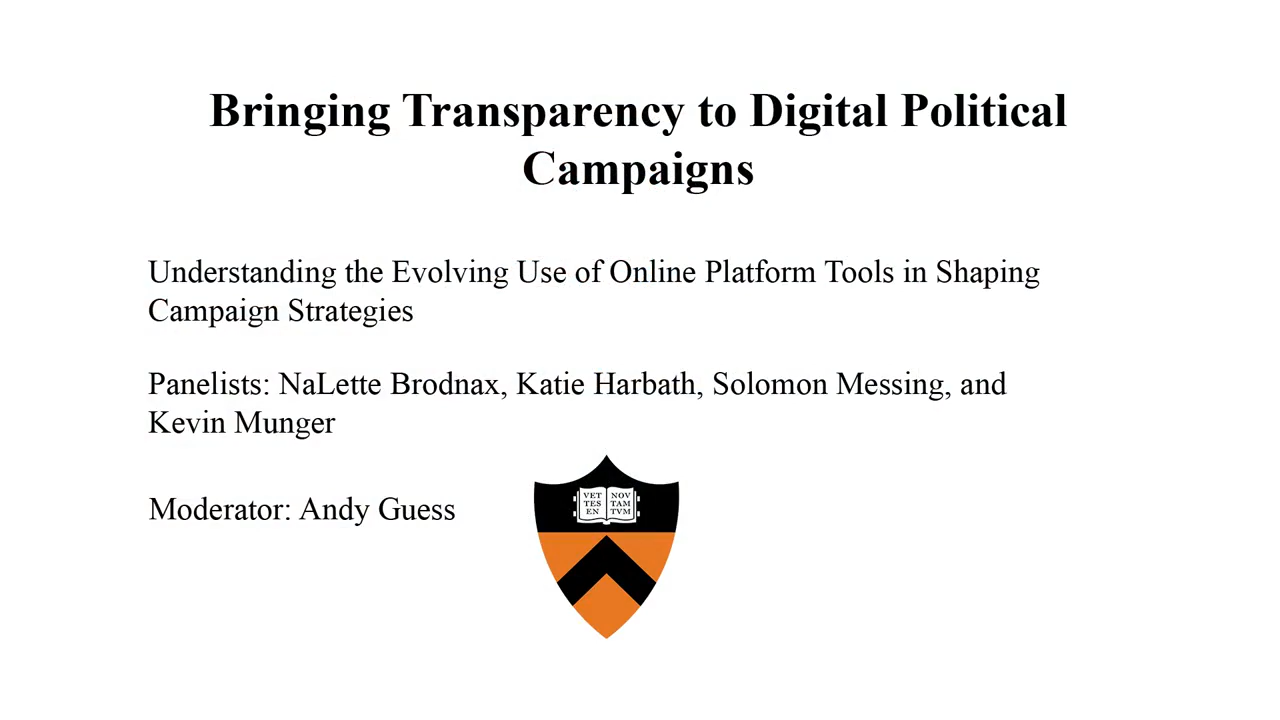 Bringing Transparency to Digital Political
Campaigns
Understanding the Evolving Use of Online Platform Tools in Shaping
Campaign Strategies
Panelists: NaLette Brodnax, Katie Harbath, Solomon Messing, and
Kevin Munger
Moderator: Andy Guess
VET NOV
TES TAM
EN TVM